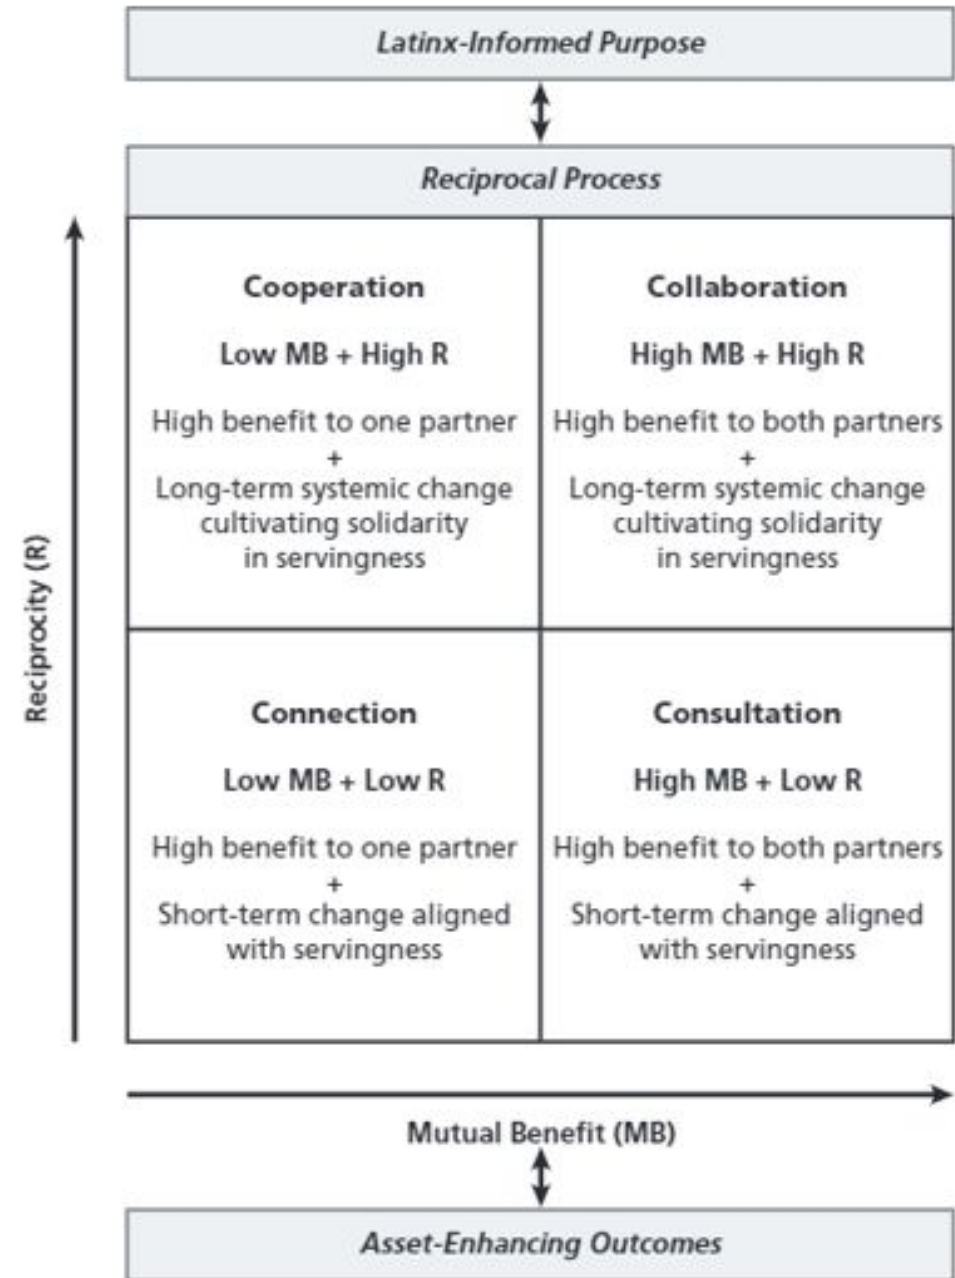 Latinx-Informed Purpose
Reciprocal Process
Reciprocity (R)
Cooperation
Low MB + High R
High benefit to one partner
+
Long-term systemic change
cultivating solidarity
in servingness
Collaboration
High MB + High R
High benefit to both partners
+
Long-term systemic change
cultivating solidarity
in servingness
Connection
Low MB + Low R
High benefit to one partner
+
Short-term change aligned
with servingness
Consultation
High MB + Low R
High benefit to both partners
+
Short-term change aligned
with servingness
Mutual Benefit (MB)
Asset-Enhancing Outcomes